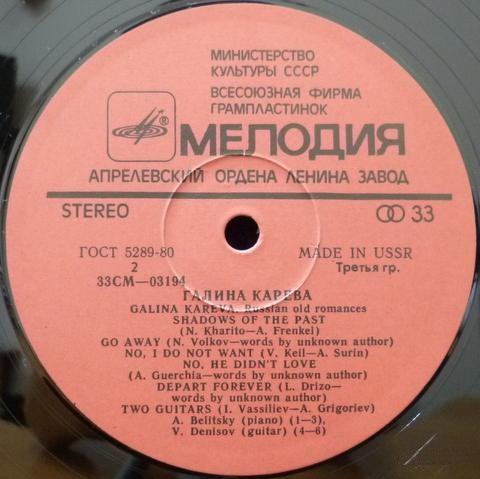 МИНИСТЕРСТВО
КУЛЬТУРЫ СССР
ВСЕСОЮЗНАЯ ФИРМА
ГРАМПЛАСТИНОК
МЕЛОДИЯ
АПРЕЛЕВСКИЙ ОРДЕНА ЛЕНИНА ЗАВОД
STEREO 33
ГОСТ 5289-80 MADE IN USSR
2 Третья гр.
33СМ—03194
ГАЛИНА КАРЕВА
GALINA KAREVA. Russian old romances
SHADOWS OF THE PAST
(N. Kharito—A. Frenkel)
GO AWAY (N. Volkov—words by unknown author)
NO, I DO NOT WANT (V. Keil—A. Surin)
NO, HE DIDN'T LOVE
(A. Guerchia—words by unknown author)
DEPART FOREVER (L. Drizo—
words by unknown author)
TWO GUITARS (I. Vassiliev—A. Grigoriev)
A. Belitsky (piano) (1—3),
V. Denisov (guitar) (4—6)